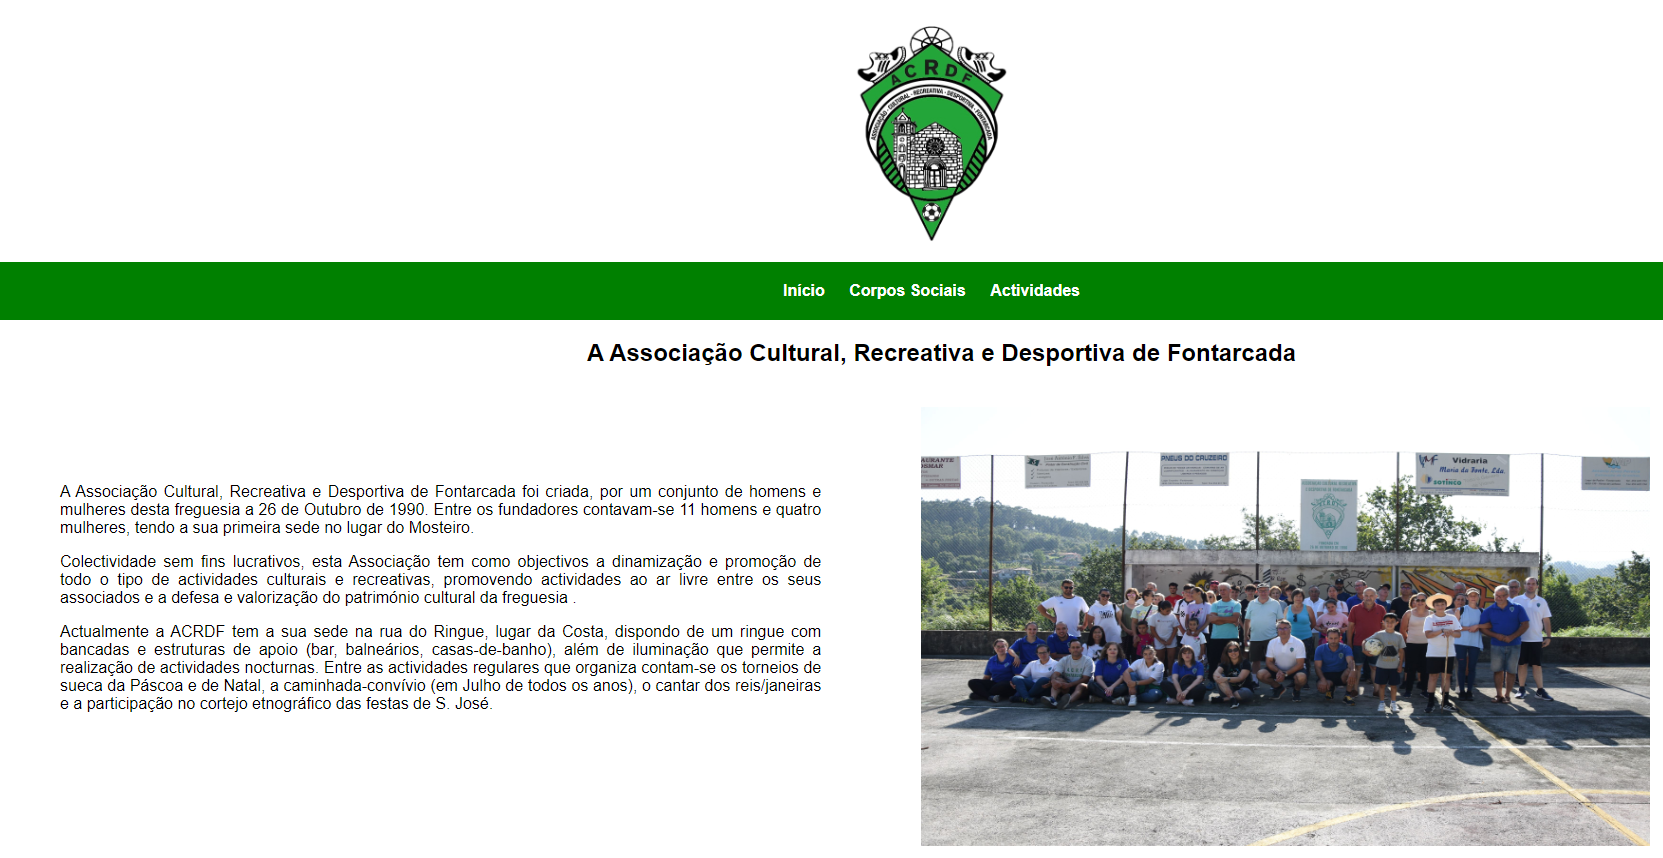 ACRDF
ASSOCIAÇÃO · CULTURAL · RECREATIVA · DESPORTIVA · FONTARCADA
Início Corpos Sociais Actividades
A Associação Cultural, Recreativa e Desportiva de Fontarcada
A Associação Cultural, Recreativa e Desportiva de Fontarcada foi criada, por um conjunto de homens e
mulheres desta freguesia a 26 de Outubro de 1990. Entre os fundadores contavam-se 11 homens e quatro
mulheres, tendo a sua primeira sede no lugar do Mosteiro.
Colectividade sem fins lucrativos, esta Associação tem como objectivos a dinamização e promoção de
todo o tipo de actividades culturais e recreativas, promovendo actividades ao ar livre entre os seus
associados e a defesa e valorização do património cultural da freguesia .
Actualmente a ACRDF tem a sua sede na rua do Ringue, lugar da Costa, dispondo de um ringue com
bancadas e estruturas de apoio (bar, balneários, casas-de-banho), além de iluminação que permite a
realização de actividades nocturnas. Entre as actividades regulares que organiza contam-se os torneios de
sueca da Páscoa e de Natal, a caminhada-convívio (em Julho de todos os anos), o cantar dos reis/janeiras
e a participação no cortejo etnográfico das festas de S. José.
PNEUS DO CRUZEIRO
Vidraria
Maria da Fonte, Lda.
SOTINCO